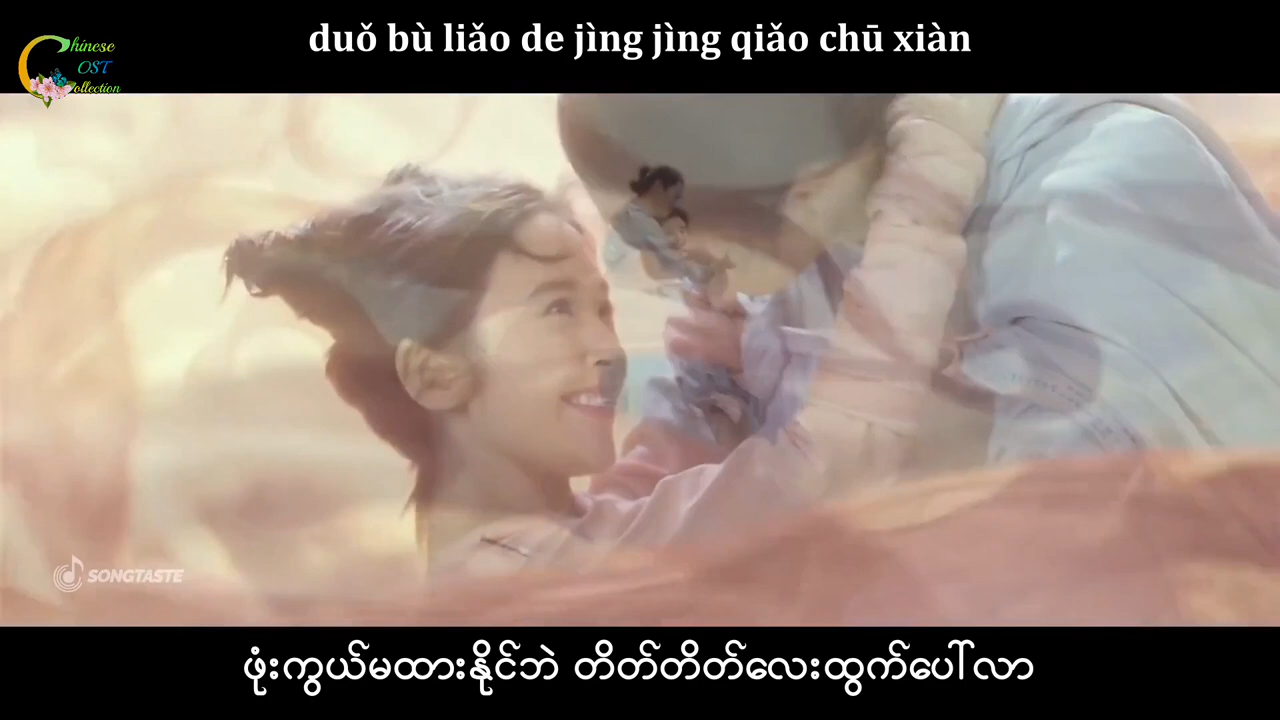 duǒ bù liǎo de jìng jìng qiǎo chū xiàn
Chinese
OST
Collection
SONGTASTE
ဖုံးကွယ်မထားနိုင်ဘဲ တိတ်တိတ်လေးထွက်ပေါ်လာ